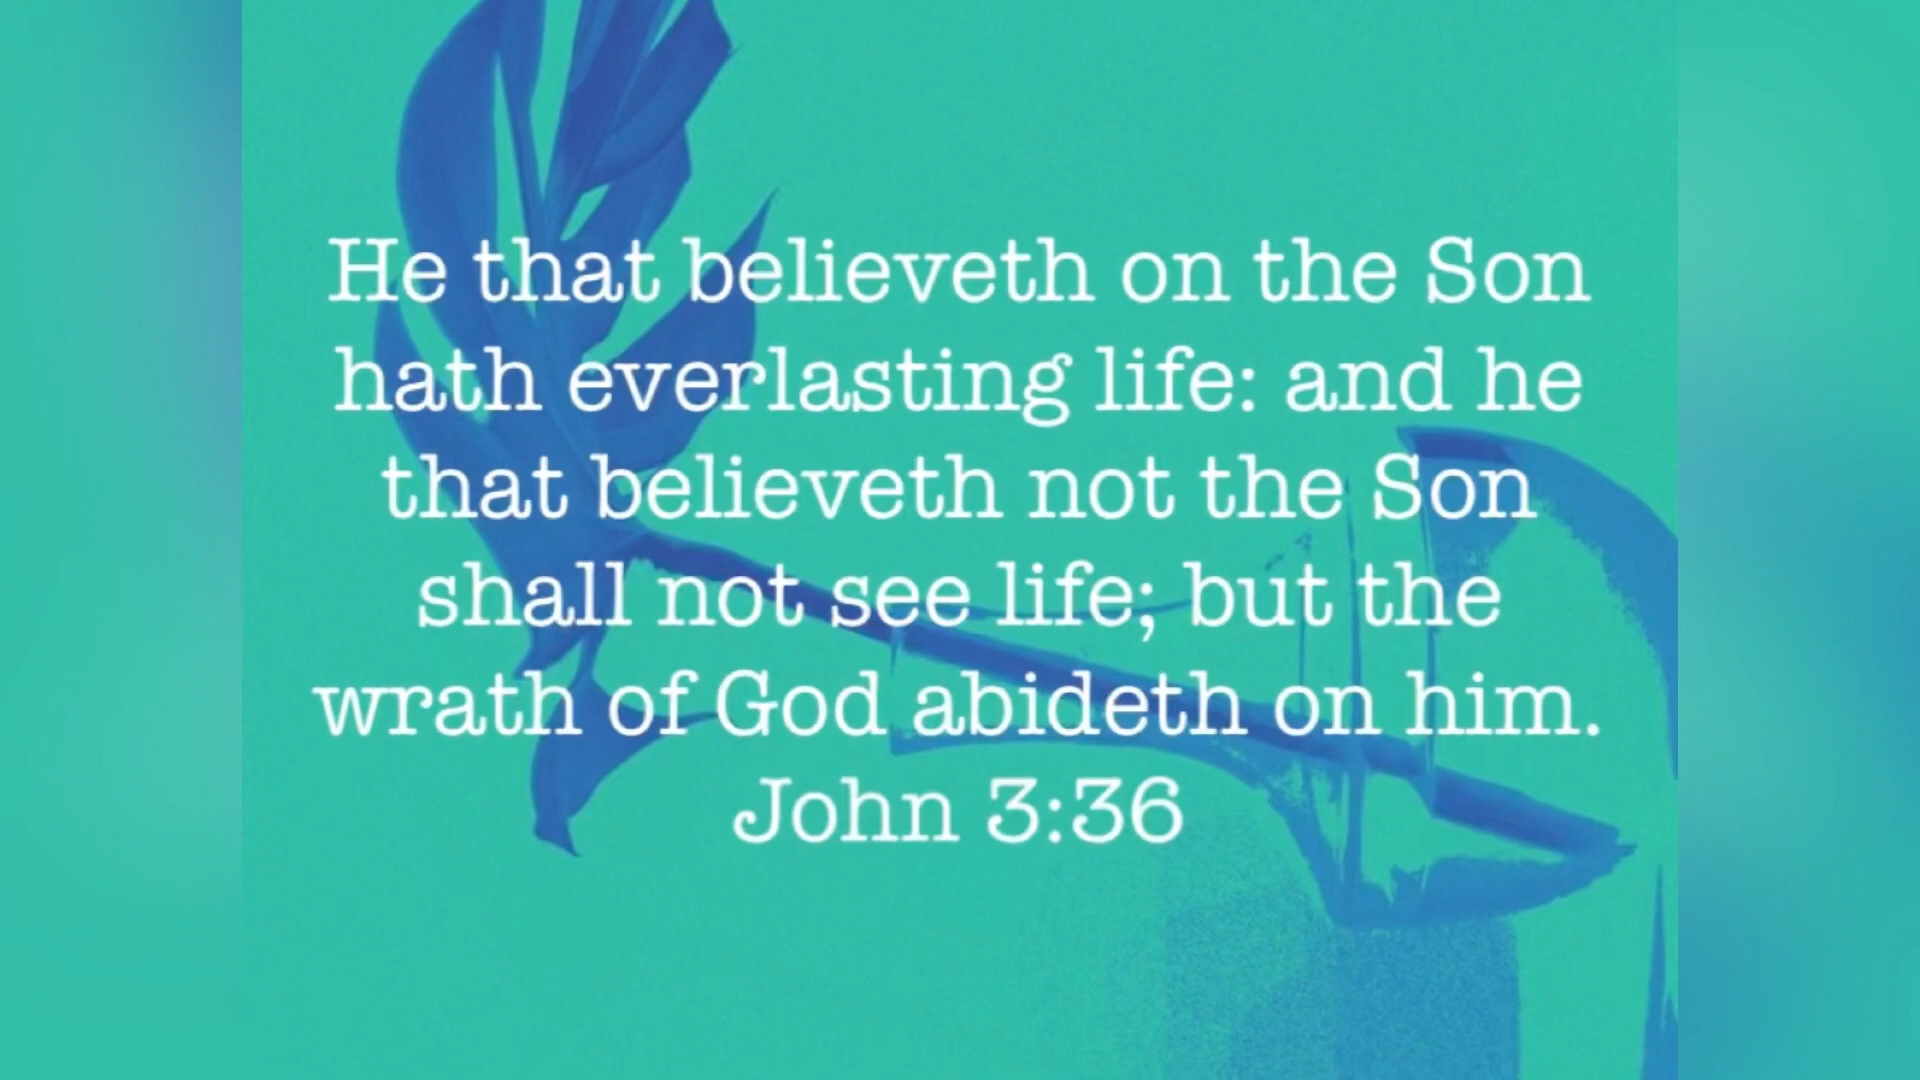 He that believeth on the Son
hath everlasting life: and he
that believeth not the Son
shall not see life; but the
wrath of God abideth on him.
John 3:36